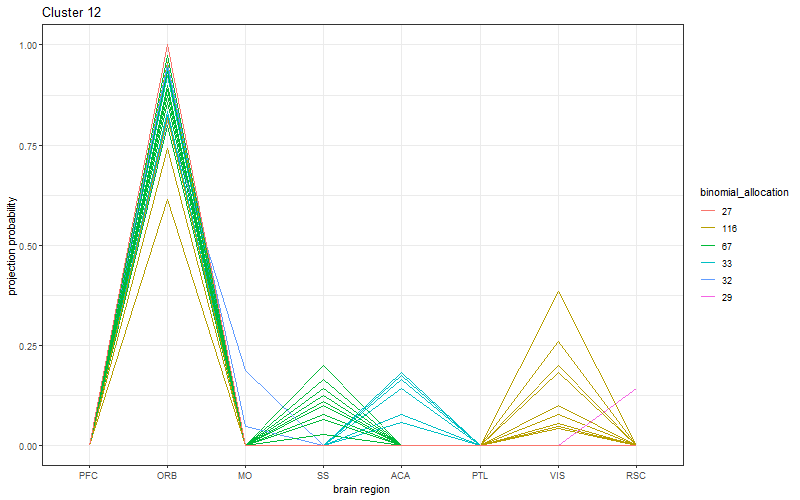 Cluster 12
projection probability
1.00
0.75
0.50
0.25
0.00
PFC ORB MO SS ACA PTL VIS RSC
brain region
binomial_allocation
27
116
67
33
32
29